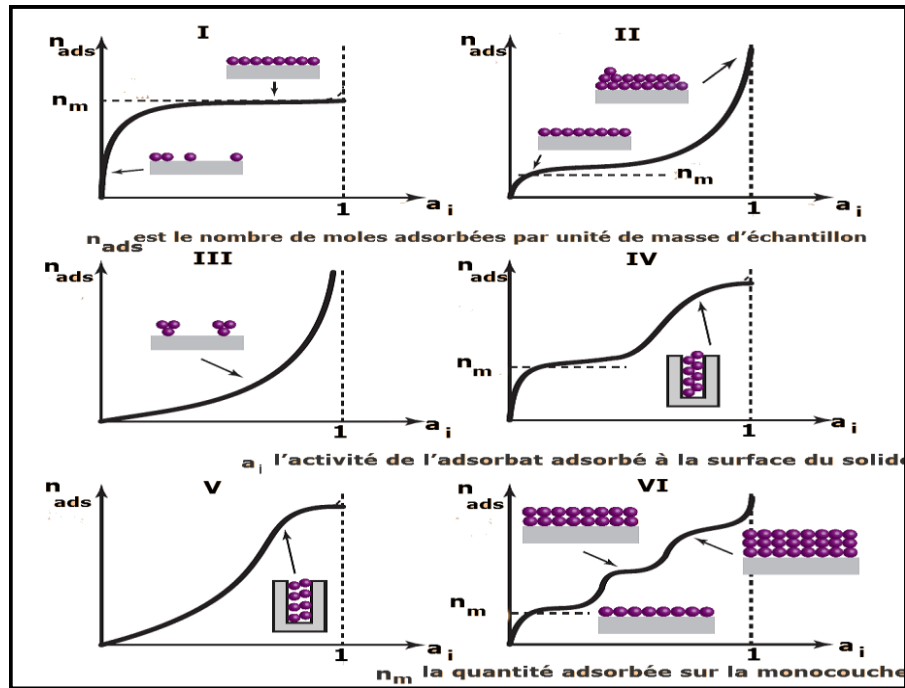 I
n ads
n m
1
a i
II
n ads
n m
1
a i
n ads est le nombre de moles adsorbées par unité de masse d'échantillon
III
n ads
1
a i
IV
n ads
n m
1
a i
a i l'activité de l'adsorbat adsorbé à la surface du solide
V
n ads
1
a i
VI
n ads
n m
1
a i
n m la quantité adsorbée sur la monocouche